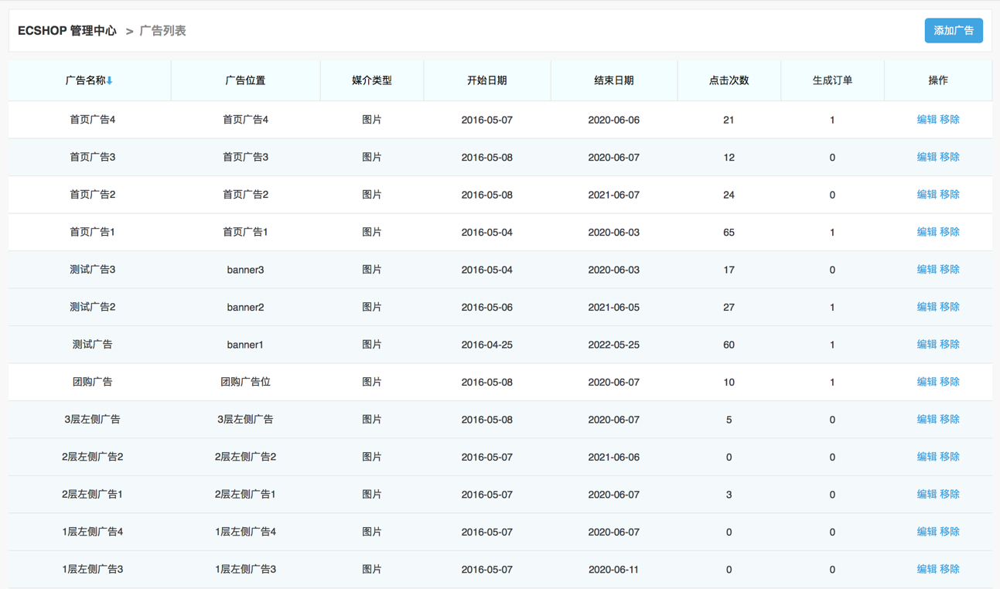 ECSHOP 管理中心 > 广告列表 添加广告
广告名称⬇ 广告位置 媒介类型 开始日期 结束日期 点击次数 生成订单 操作
首页广告4 首页广告4 图片 2016-05-07 2020-06-06 21 1 编辑 移除
首页广告3 首页广告3 图片 2016-05-08 2020-06-07 12 0 编辑 移除
首页广告2 首页广告2 图片 2016-05-08 2021-06-07 24 0 编辑 移除
首页广告1 首页广告1 图片 2016-05-04 2020-06-03 65 1 编辑 移除
测试广告3 banner3 图片 2016-05-04 2020-06-03 17 0 编辑 移除
测试广告2 banner2 图片 2016-05-06 2021-06-05 27 1 编辑 移除
测试广告 banner1 图片 2016-04-25 2022-05-25 60 1 编辑 移除
团购广告 团购广告位 图片 2016-05-08 2020-06-07 10 1 编辑 移除
3层左侧广告 3层左侧广告 图片 2016-05-08 2020-06-07 5 0 编辑 移除
2层左侧广告2 2层左侧广告2 图片 2016-05-07 2021-06-06 0 0 编辑 移除
2层左侧广告1 2层左侧广告1 图片 2016-05-07 2020-06-07 3 0 编辑 移除
1层左侧广告4 1层左侧广告4 图片 2016-05-07 2020-06-07 0 0 编辑 移除
1层左侧广告3 1层左侧广告3 图片 2016-05-07 2020-06-11 0 0 编辑 移除